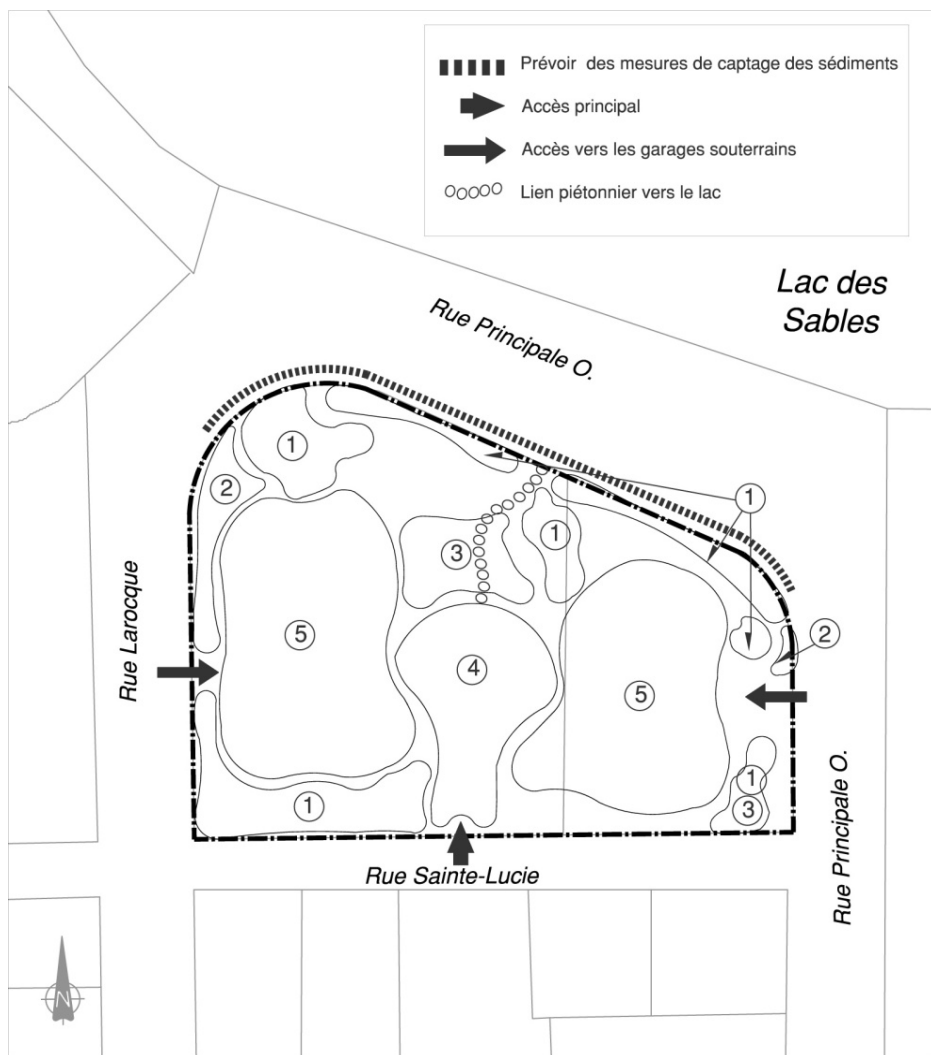 Prévoir des mesures de captage des sédiments
Accès principal
Accès vers les garages souterrains
Lien piétonnier vers le lac
Lac des
Sables
Rue Principale O.
1
2
1
1
3
5
4
5
2
Rue Larocque
1
1
3
Rue Sainte-Lucie
Rue Principale O.
N